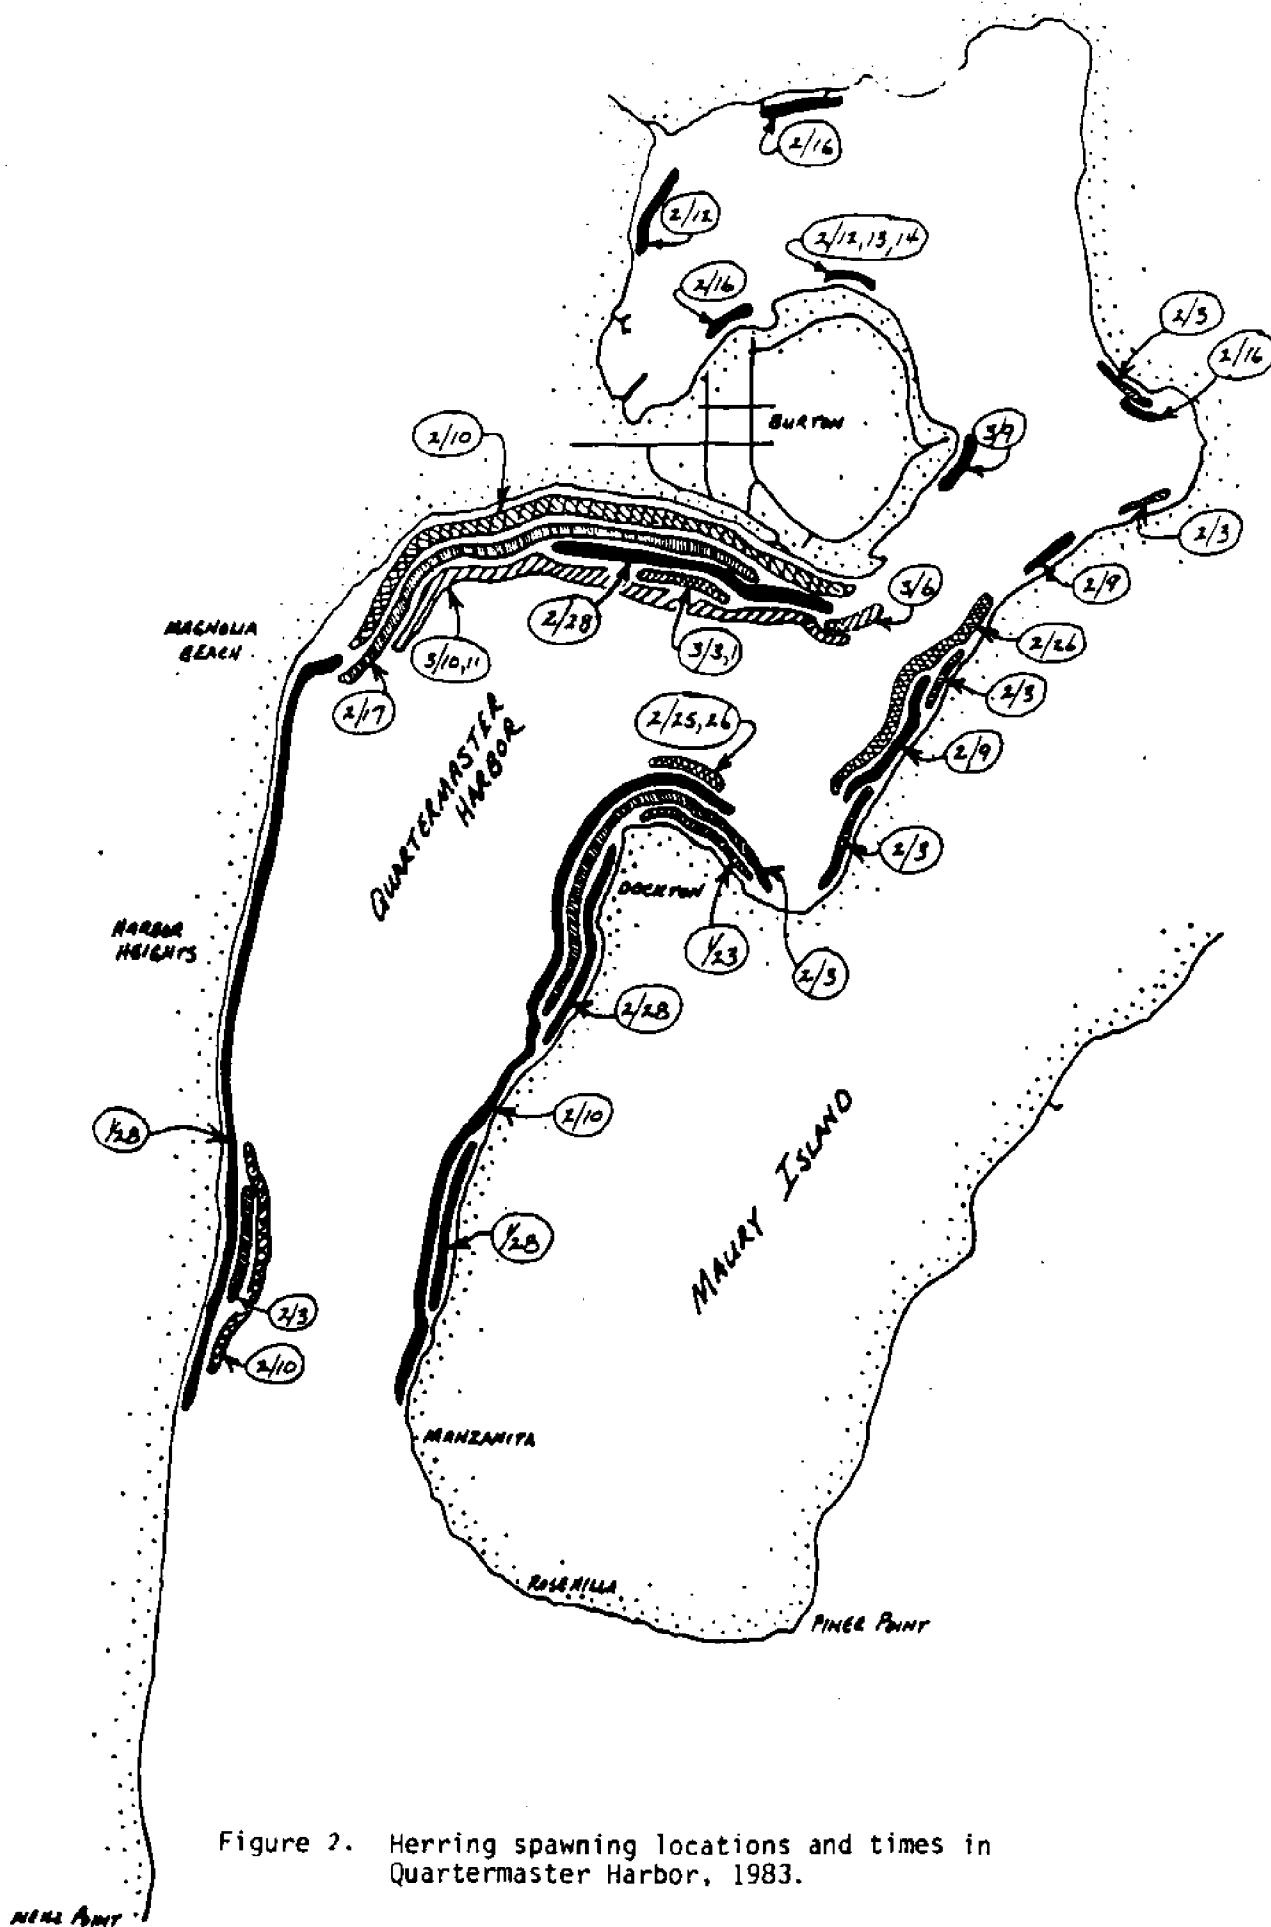 2/16
2/12
2/12,13,14
2/16
2/3
2/16
2/10
BURTON
3/9
2/3
2/9
3/6
MAGNOLIA
BEACH
2/28
3/10,11
3/3,1
2/26
2/3
2/17
2/25,26
QUARTERMASTER
HARBOR
2/9
2/3
DOCKTON
HARBOR
HEIGHTS
1/23
2/3
2/28
1/28
2/10
MAURY ISLAND
1/28
2/3
2/10
MANZANITA
ROSEHILLA
PINER POINT
Figure 2. Herring spawning locations and times in
Quartermaster Harbor, 1983.
NEILL POINT